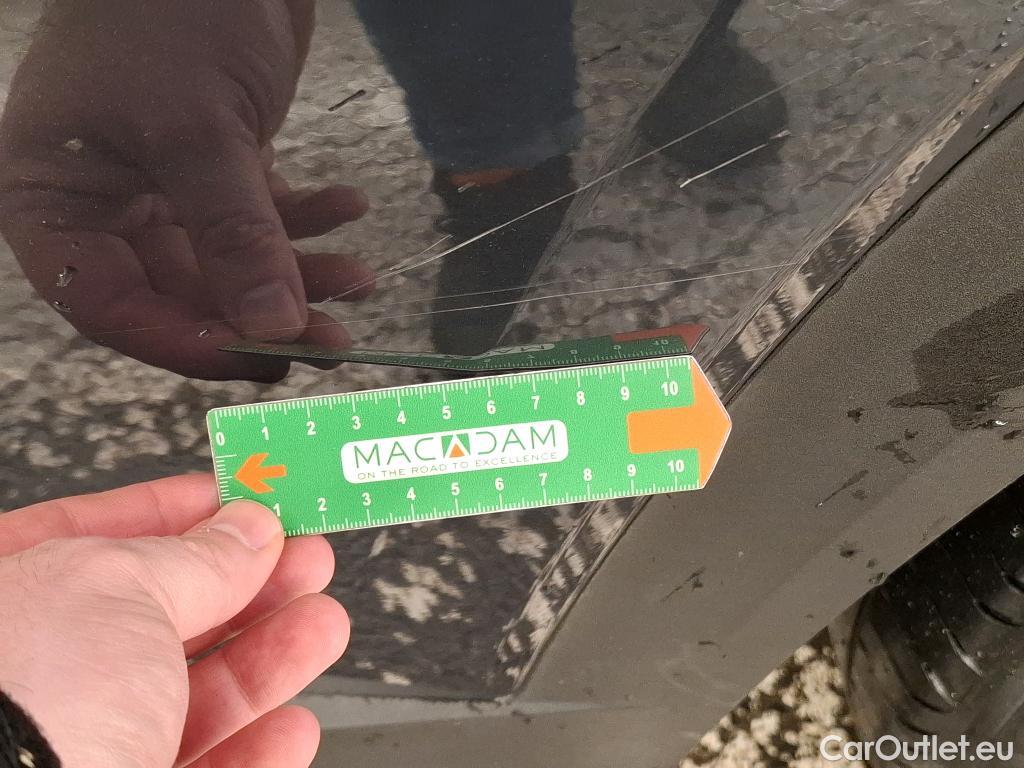 0 1 2 3 4 5 6 7 8 9 10
MACADAM
ON THE ROAD TO EXCELLENCE
1 2 3 4 5 6 7 8 9 10
CarOutlet.eu